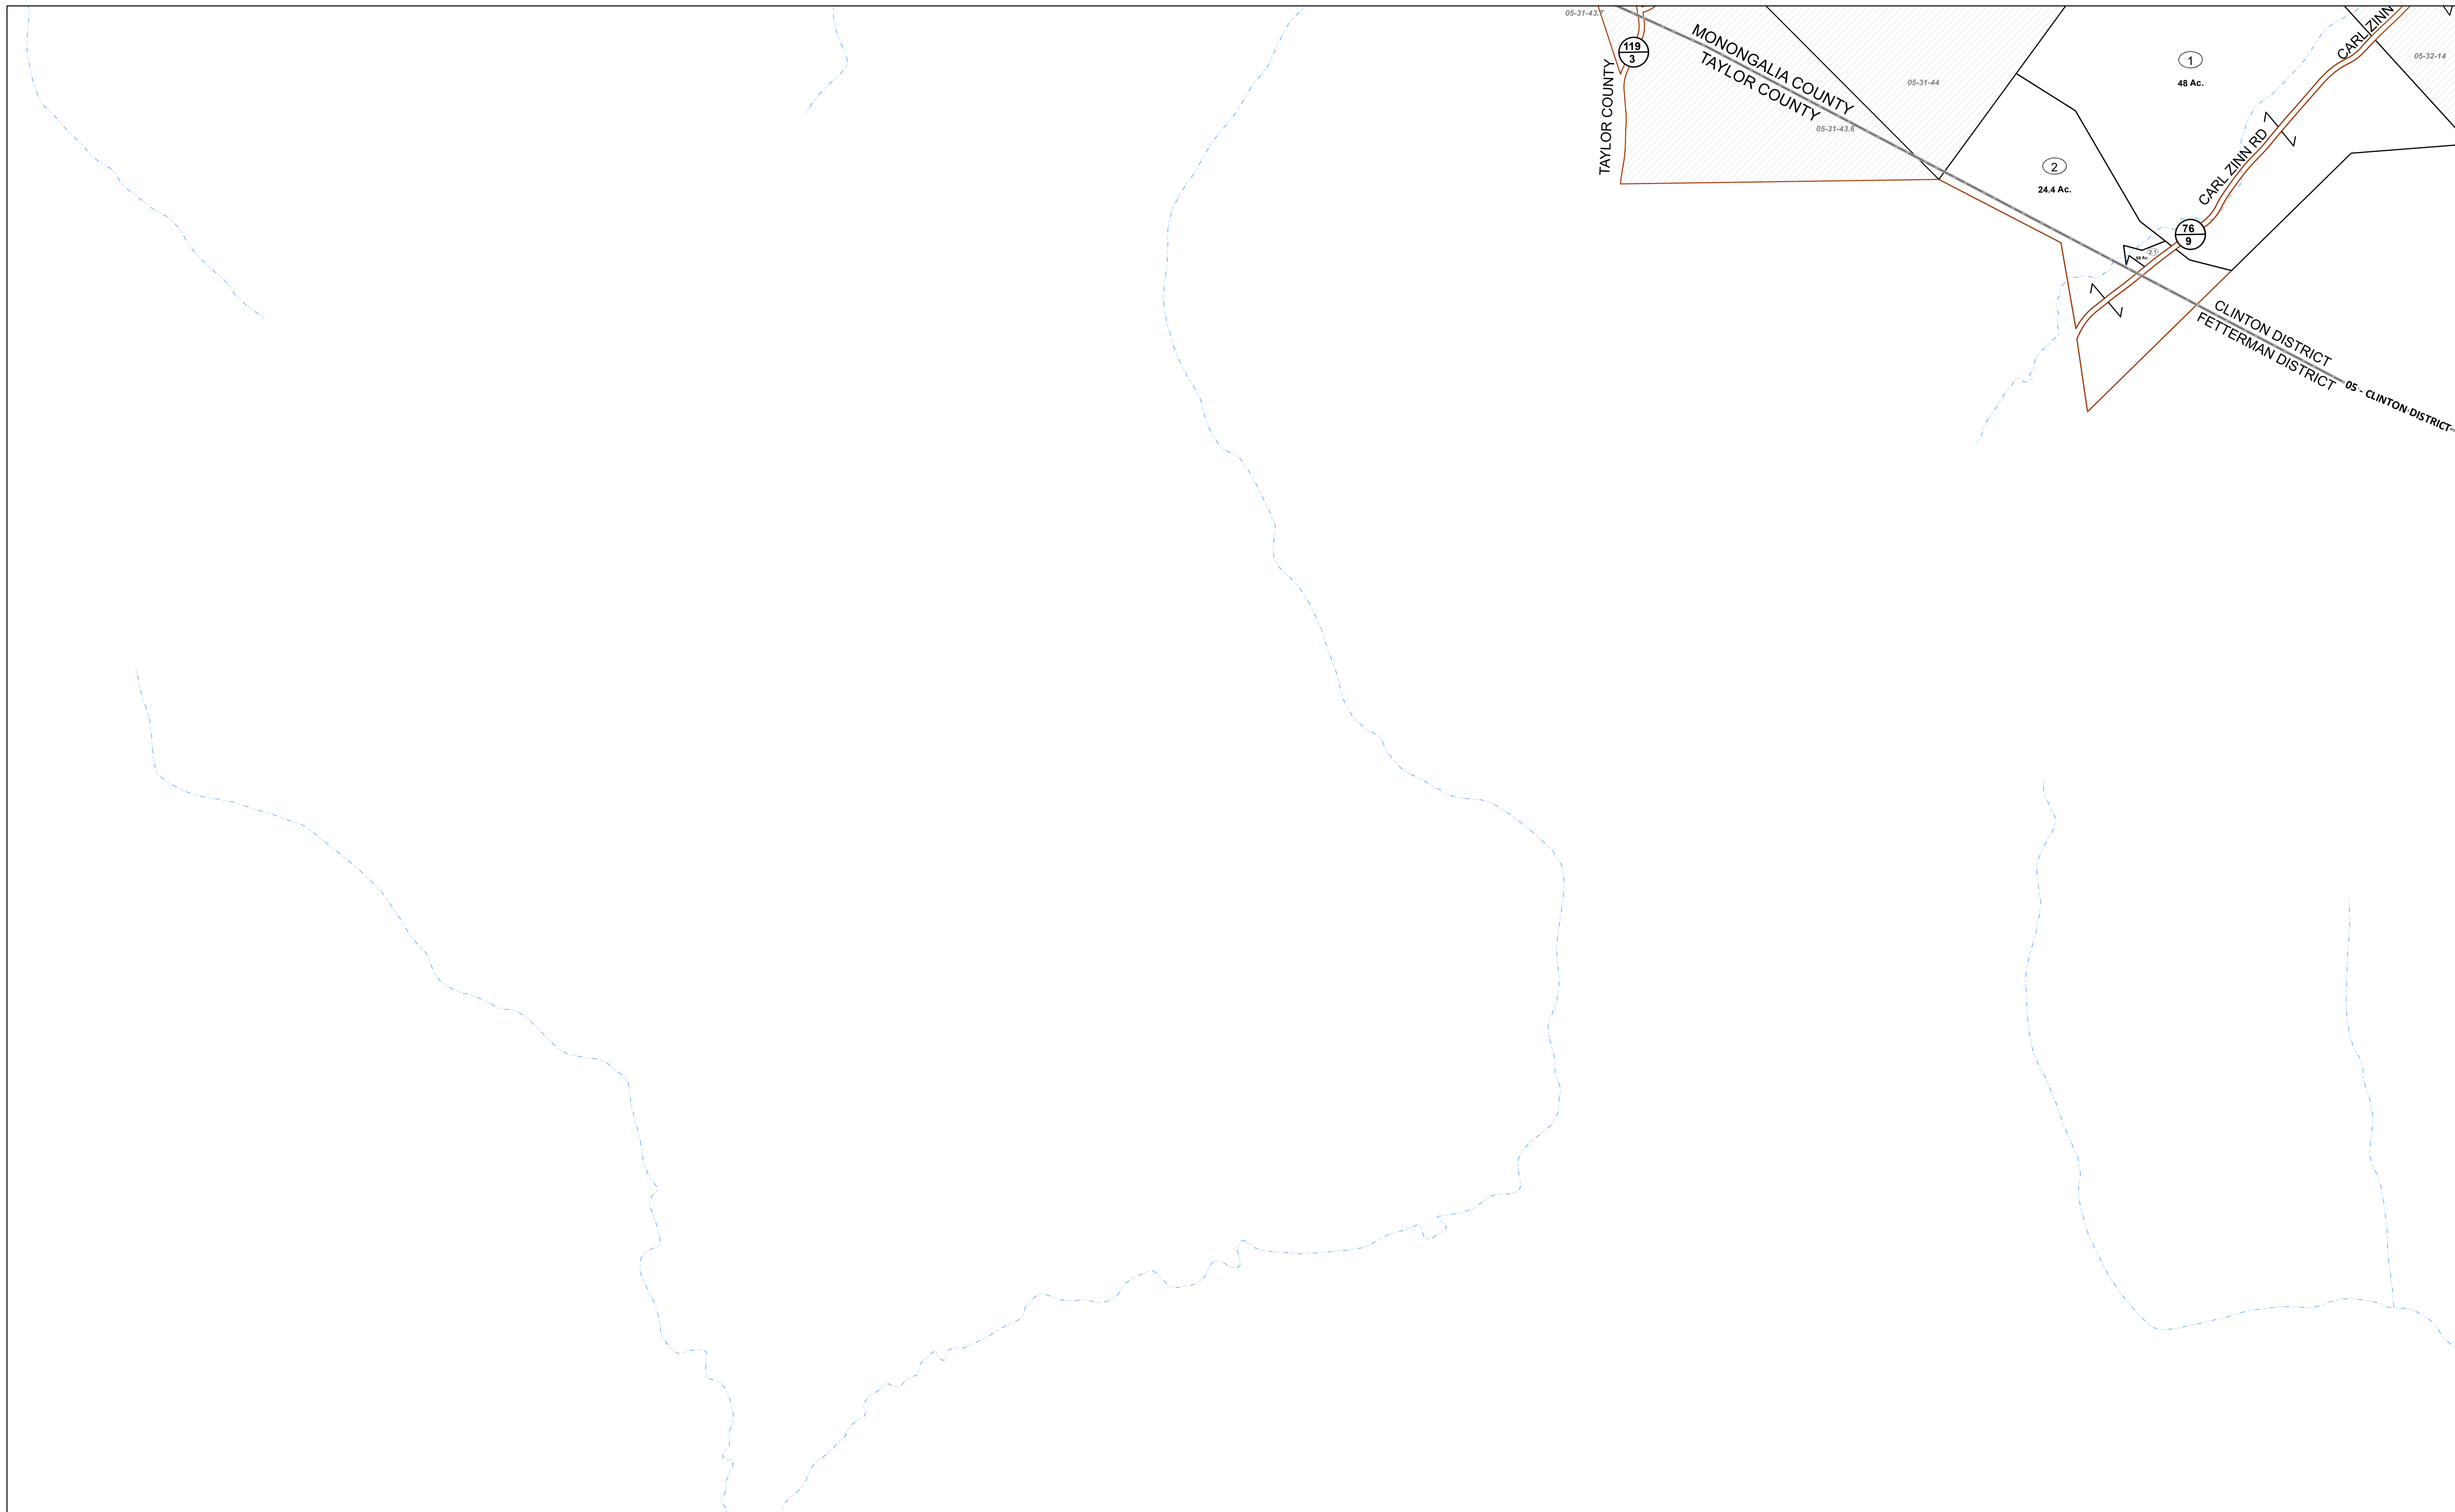 05-31-43.7
119
3
MONONGALIA COUNTY
TAYLOR COUNTY
TAYLOR COUNTY
05-31-44
05-31-43.6
1
48 Ac.
CARL ZINN
05-32-14
2
24.4 Ac.
CARL ZINN RD
76
9
2.1
CLINTON DISTRICT
FETTERMAN DISTRICT
05 - CLINTON DISTRICT